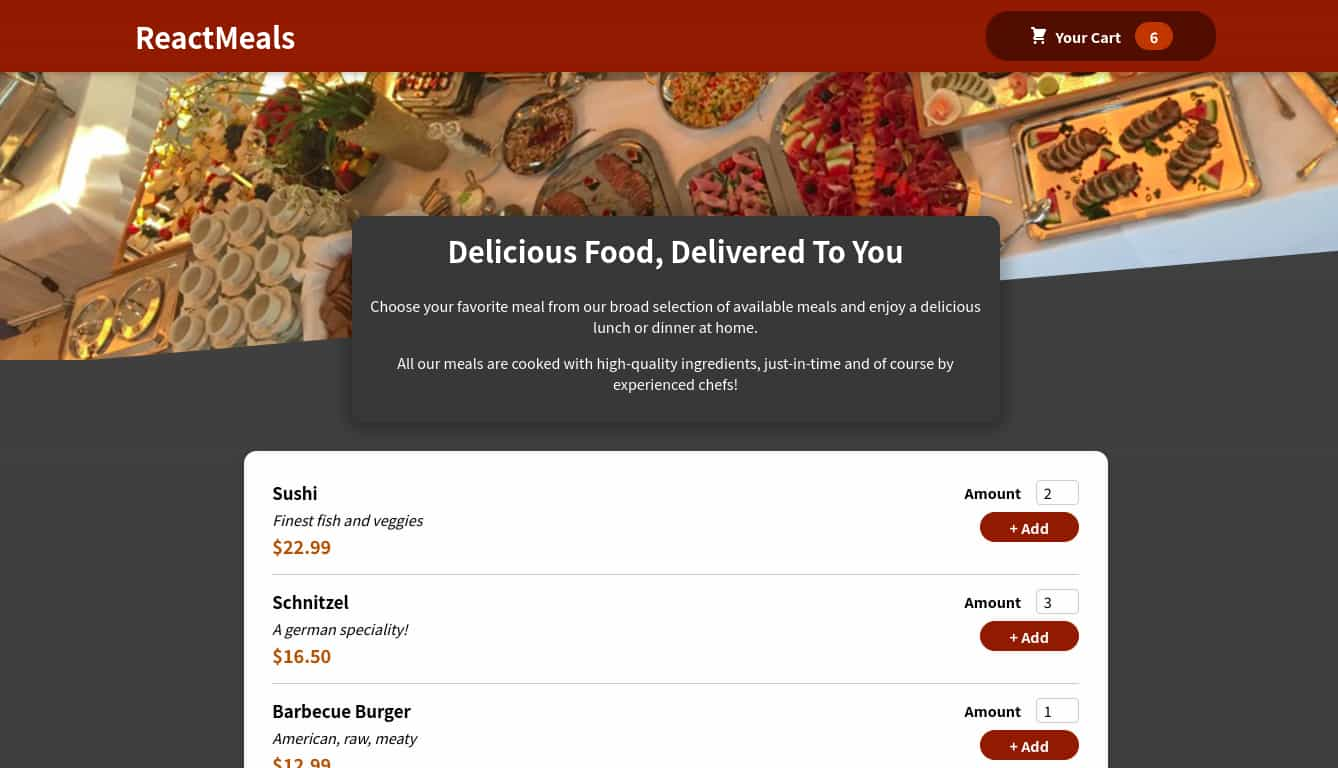 ReactMeals
Your Cart 6
Delicious Food, Delivered To You
Choose your favorite meal from our broad selection of available meals and enjoy a delicious
lunch or dinner at home.
All our meals are cooked with high-quality ingredients, just-in-time and of course by
experienced chefs!
Sushi
Finest fish and veggies
$22.99
Amount 2
+ Add
Schnitzel
A german speciality!
$16.50
Amount 3
+ Add
Barbecue Burger
American, raw, meaty
$12.99
Amount 1
+ Add